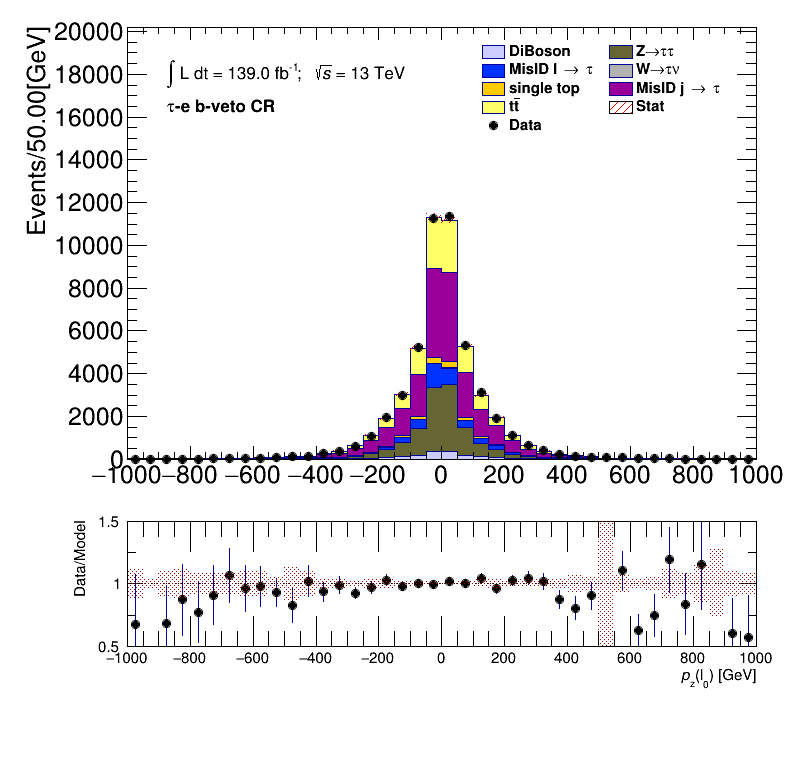 Events/50.00[GeV]
20000
18000
16000
14000
12000
10000
8000
6000
4000
2000
0
∫ L dt = 139.0 fb⁻¹; √s = 13 TeV
τ-e b-veto CR
DiBoson
Z→ττ
MisID l → τ
W→τν
single top
MisID j → τ
tt̄
Stat
Data
−1000 −800 −600 −400 −200 0 200 400 600 800 1000
Data/Model
1.5
1
0.5
−1000 −800 −600 −400 −200 0 200 400 600 800 1000
p_z(l_0) [GeV]